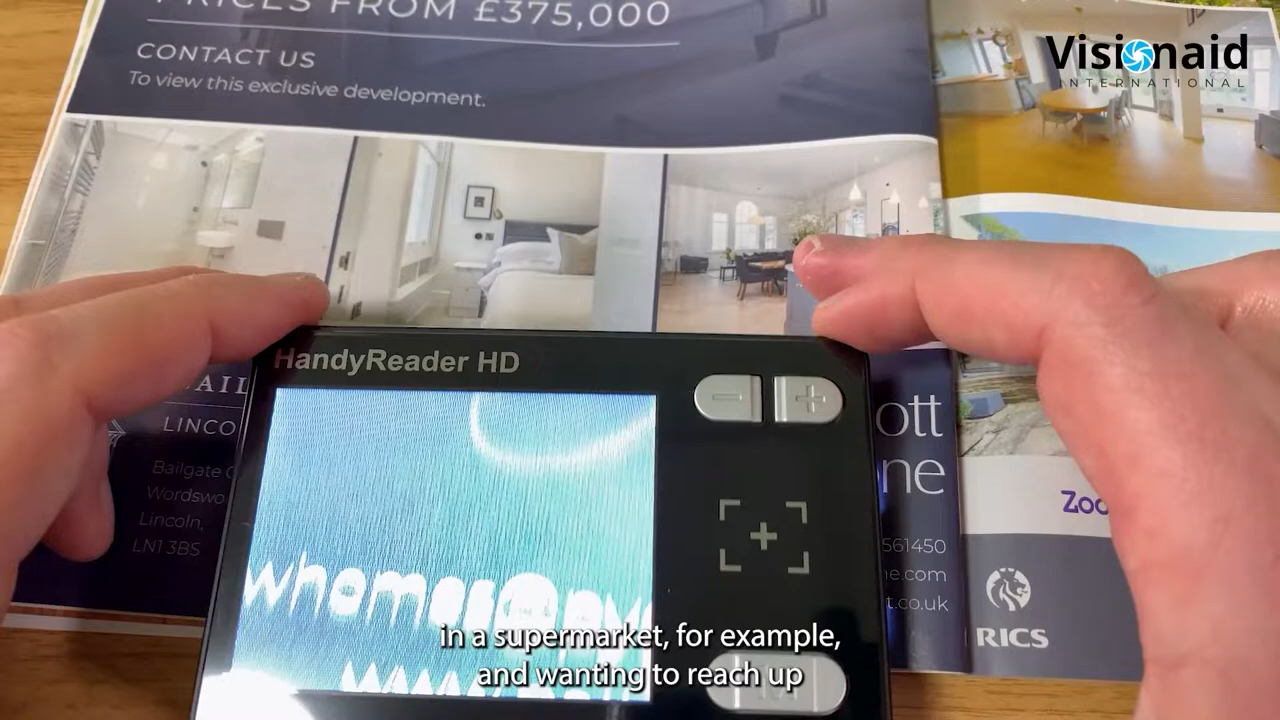 PRICES FROM £375,000
CONTACT US
To view this exclusive development.
Visionaid
INTERNATIONAL
HandyReader HD
AIL
LINCO
Bailgate
Wordswo
Lincoln,
LN1 3BS
ott
ne
561450
e.com
t.co.uk
Zoo
RICS
whomes@
in a supermarket, for example,
and wanting to reach up